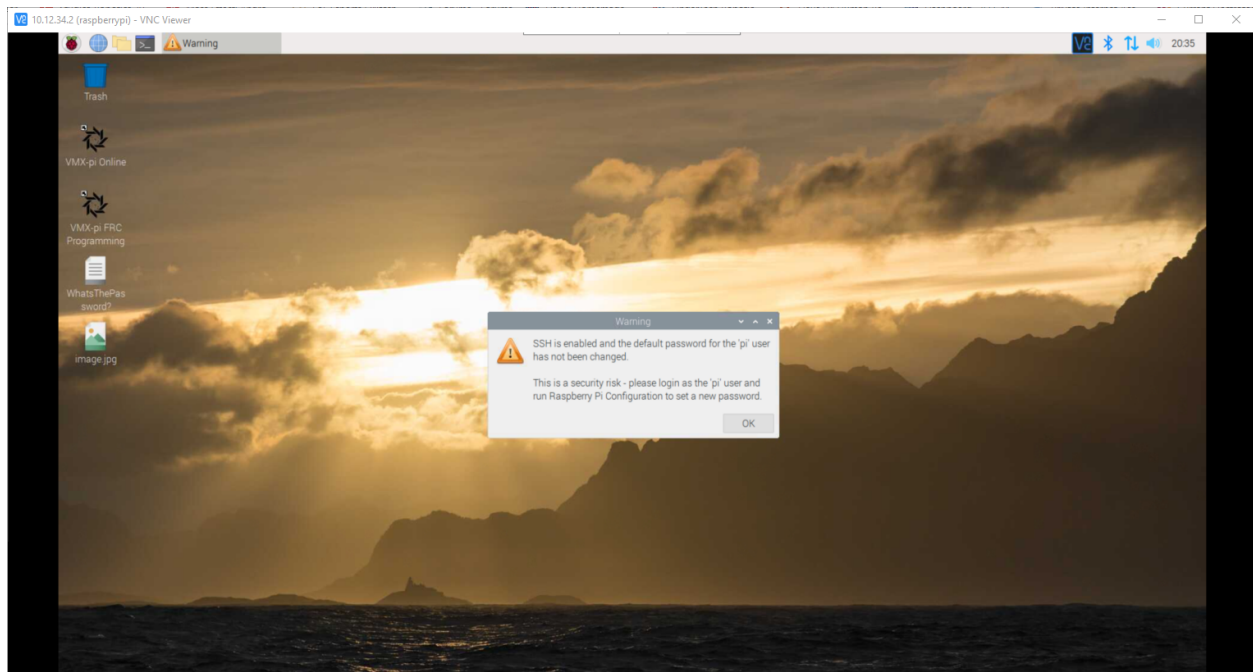 10.12.34.2 (raspberrypi) - VNC Viewer
Warning
20:35
Trash
VMX-pi Online
VMX-pi FRC
Programming
WhatsThePas
sword?
image.jpg
Warning
SSH is enabled and the default password for the 'pi' user
has not been changed.
This is a security risk - please login as the 'pi' user and
run Raspberry Pi Configuration to set a new password.
OK